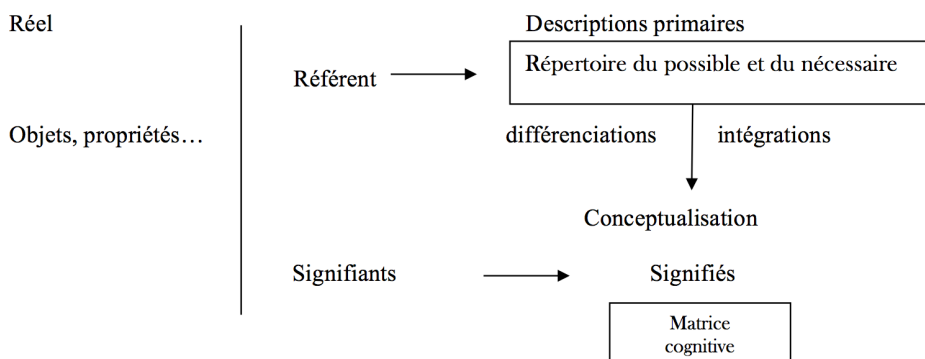 Réel
Descriptions primaires
Référent
Répertoire du possible et du nécessaire
Objets, propriétés…
différenciations
intégrations
Conceptualisation
Signifiants
Signifiés
Matrice
cognitive